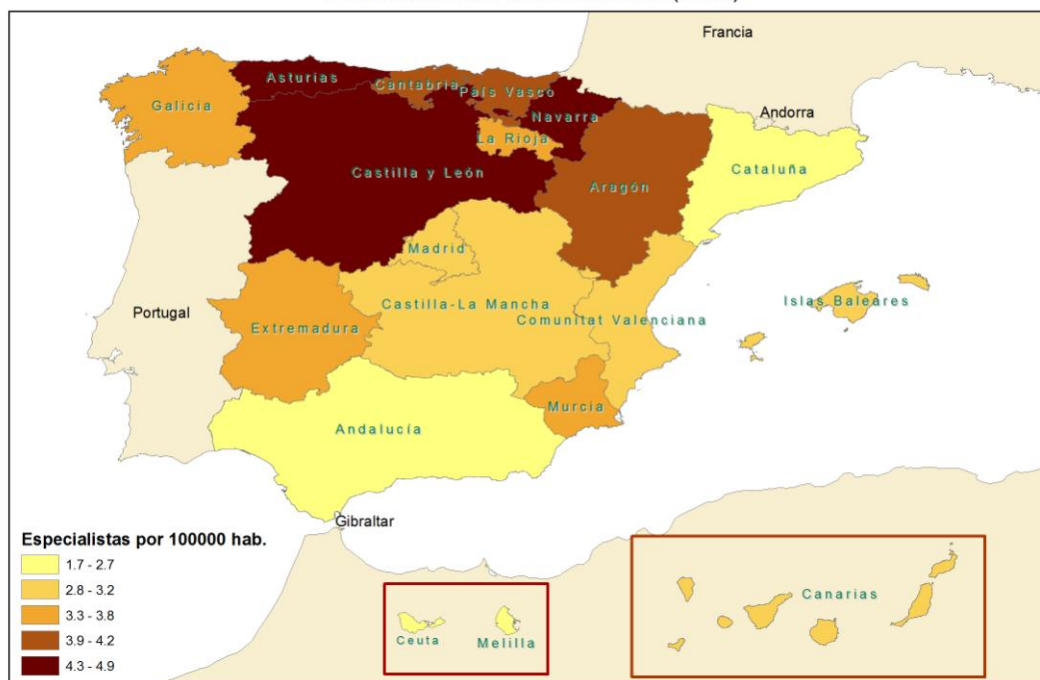 Francia
Asturias
Cantabria
País Vasco
Galicia
Navarra
Andorra
La Rioja
Castilla y León
Cataluña
Aragón
Madrid
Portugal
Castilla-La Mancha
Islas Baleares
Extremadura
Comunitat Valenciana
Murcia
Andalucía
Gibraltar
Especialistas por 100000 hab.
1.7 - 2.7
2.8 - 3.2
3.3 - 3.8
3.9 - 4.2
4.3 - 4.9
Ceuta
Melilla
Canarias